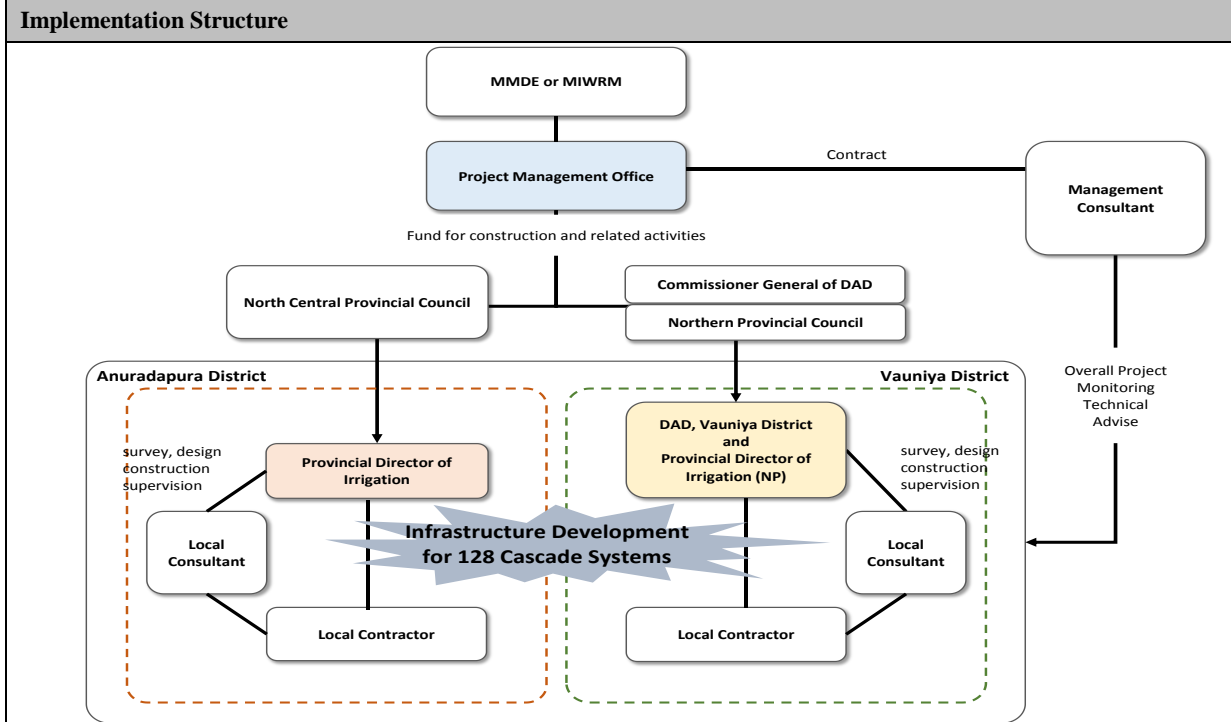 Implementation Structure
MMDE or MIWRM
Project Management Office
Contract
Management
Consultant
Fund for construction and related activities
North Central Provincial Council
Commissioner General of DAD
Northern Provincial Council
Anuradapura District
Vauniya District
Overall Project
Monitoring
Technical
Advise
survey, design
construction
supervision
Provincial Director of
Irrigation
DAD, Vauniya District
and
Provincial Director of
Irrigation (NP)
survey, design
construction
supervision
Infrastructure Development
for 128 Cascade Systems
Local
Consultant
Local
Consultant
Local Contractor
Local Contractor